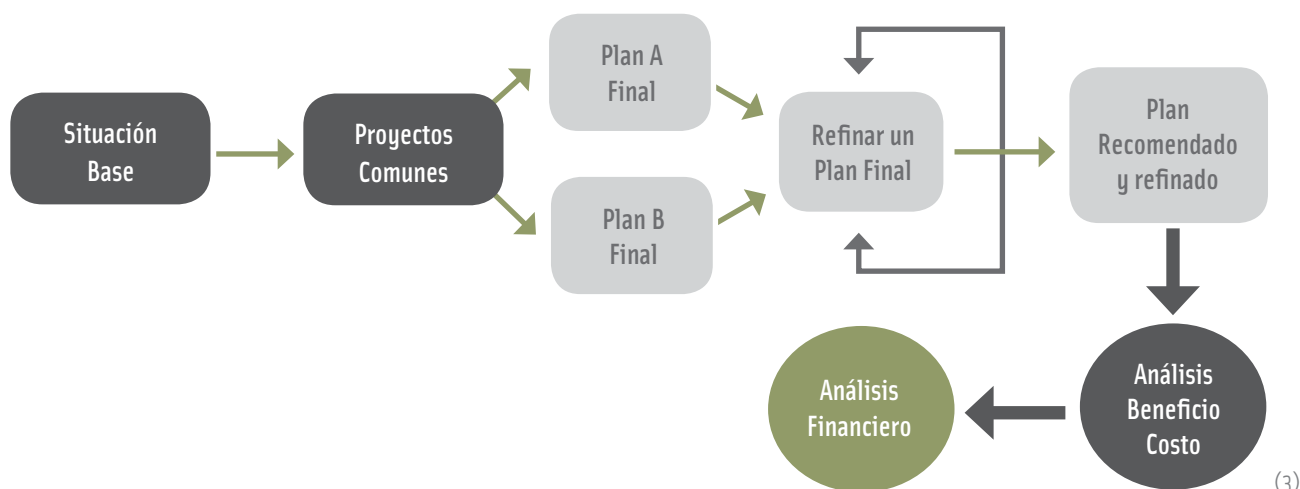 Situación
Base
Proyectos
Comunes
Plan A
Final
Plan B
Final
Refinar un
Plan Final
Plan
Recomendado
y refinado
Análisis
Beneficio
Costo
Análisis
Financiero
(3)